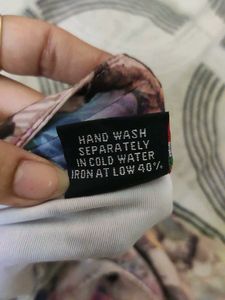 HAND WASH
SEPARATELY
IN COLD WATER
IRON AT LOW 40%